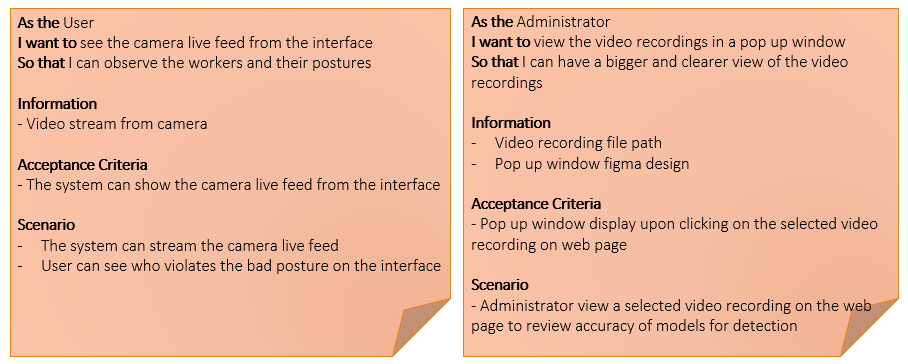 As the User
I want to see the camera live feed from the interface
So that I can observe the workers and their postures
Information
- Video stream from camera
Acceptance Criteria
- The system can show the camera live feed from the interface
Scenario
- The system can stream the camera live feed
- User can see who violates the bad posture on the interface
As the Administrator
I want to view the video recordings in a pop up window
So that I can have a bigger and clearer view of the video
recordings
Information
- Video recording file path
- Pop up window figma design
Acceptance Criteria
- Pop up window display upon clicking on the selected video
recording on web page
Scenario
- Administrator view a selected video recording on the web
page to review accuracy of models for detection